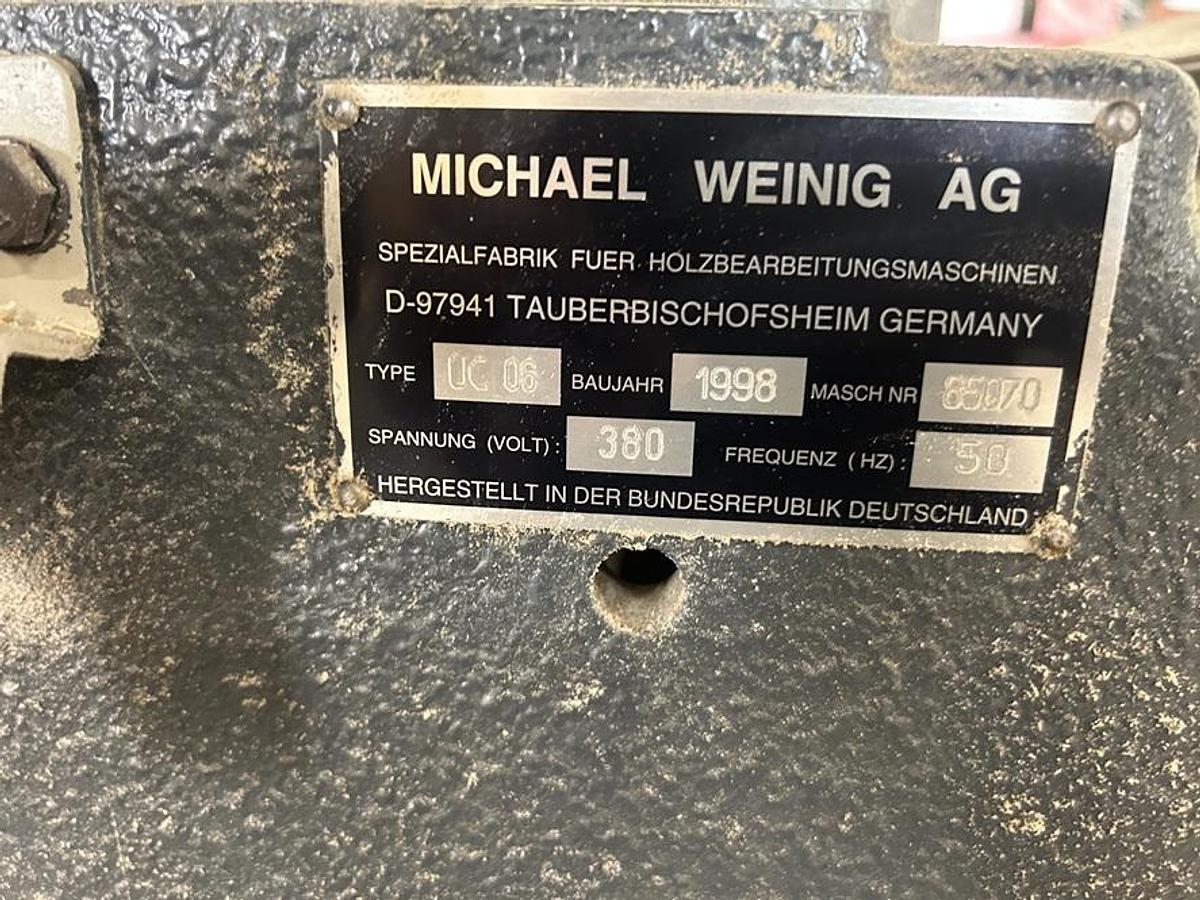 MICHAEL WEINIG AG
SPEZIALFABRIK FUER HOLZBEARBEITUNGSMASCHINEN
D-97941 TAUBERBISCHOFSHEIM GERMANY
TYPE UC 06 BAUJAHR 1998 MASCH NR
SPANNUNG (VOLT): 380 FREQUENZ (HZ): 50
HERGESTELLT IN DER BUNDESREPUBLIK DEUTSCHLAND